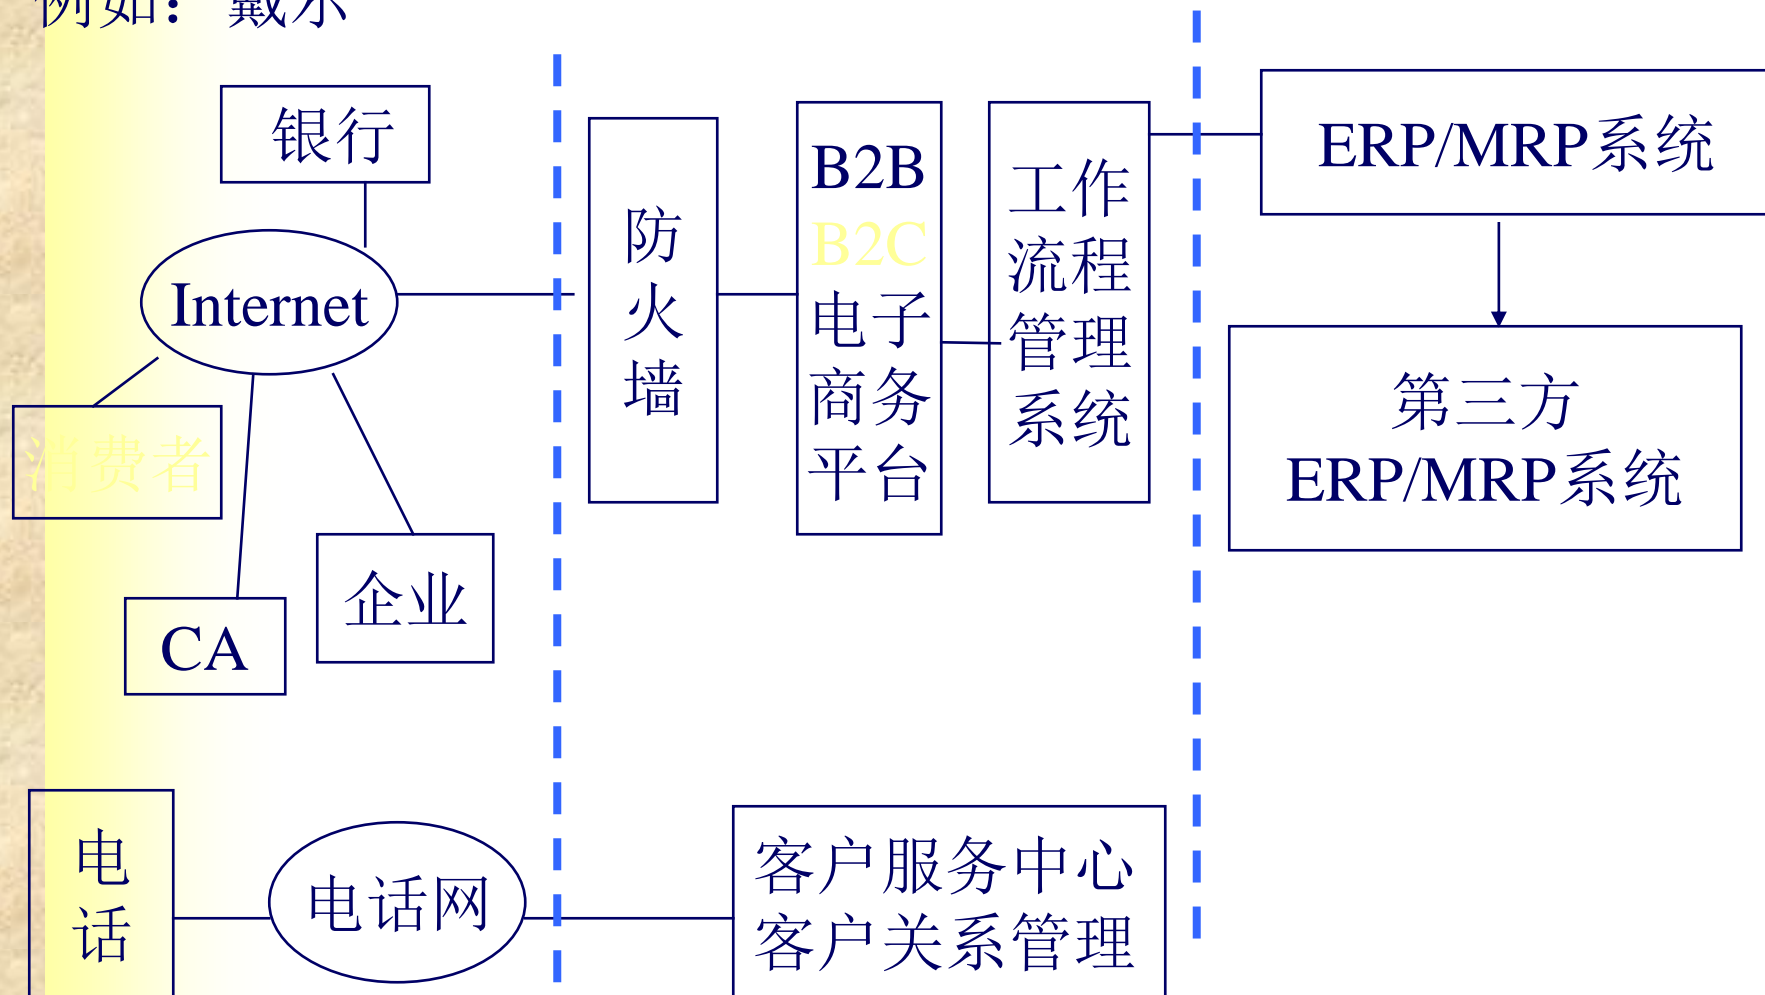 例如：戴尔
银行
Internet
消费者
CA
企业
防
火
墙
B2B
B2C
电子
商务
平台
工作
流程
管理
系统
ERP/MRP系统
第三方
ERP/MRP系统
电
话
电话网
客户服务中心
客户关系管理